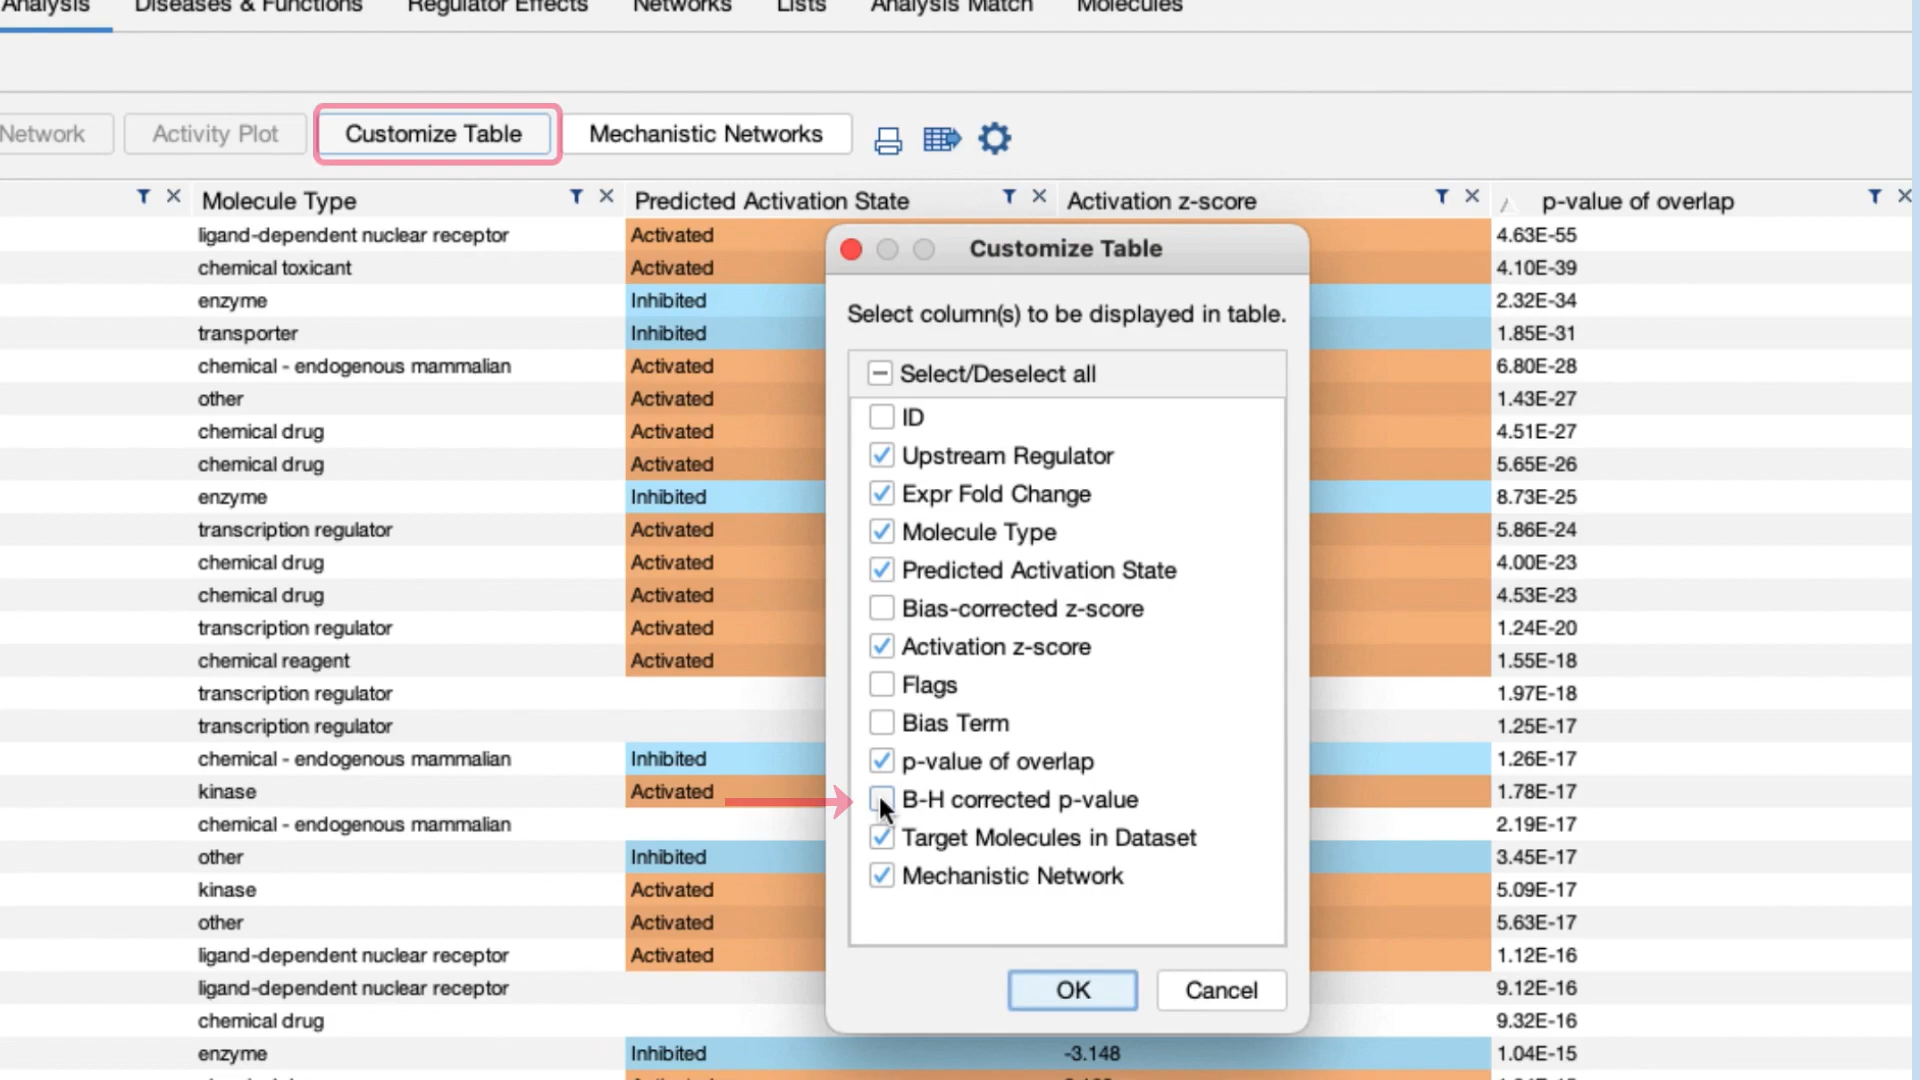 Analysis Diseases & Functions Regulator Effects Networks Lists Analysis Match Molecules
Network Activity Plot Customize Table Mechanistic Networks
Molecule Type Predicted Activation State Activation z-score p-value of overlap
ligand-dependent nuclear receptor Activated 4.63E-55
chemical toxicant Activated 4.10E-39
enzyme Inhibited 2.32E-34
transporter Inhibited 1.85E-31
chemical - endogenous mammalian Activated 6.80E-28
other Activated 1.43E-27
chemical drug Activated 4.51E-27
chemical drug Activated 5.65E-26
enzyme Inhibited 8.73E-25
transcription regulator Activated 5.86E-24
chemical drug Activated 4.00E-23
chemical drug Activated 4.53E-23
transcription regulator Activated 1.24E-20
chemical reagent Activated 1.55E-18
transcription regulator 1.97E-18
transcription regulator 1.25E-17
chemical - endogenous mammalian Inhibited 1.26E-17
kinase Activated 1.78E-17
chemical - endogenous mammalian 2.19E-17
other Inhibited 3.45E-17
kinase Activated 5.09E-17
other Activated 5.63E-17
ligand-dependent nuclear receptor Activated 1.12E-16
ligand-dependent nuclear receptor 9.12E-16
chemical drug 9.32E-16
enzyme Inhibited -3.148 1.04E-15
Customize Table
Select column(s) to be displayed in table.
Select/Deselect all
ID
Upstream Regulator
Expr Fold Change
Molecule Type
Predicted Activation State
Bias-corrected z-score
Activation z-score
Flags
Bias Term
p-value of overlap
B-H corrected p-value
Target Molecules in Dataset
Mechanistic Network
OK Cancel